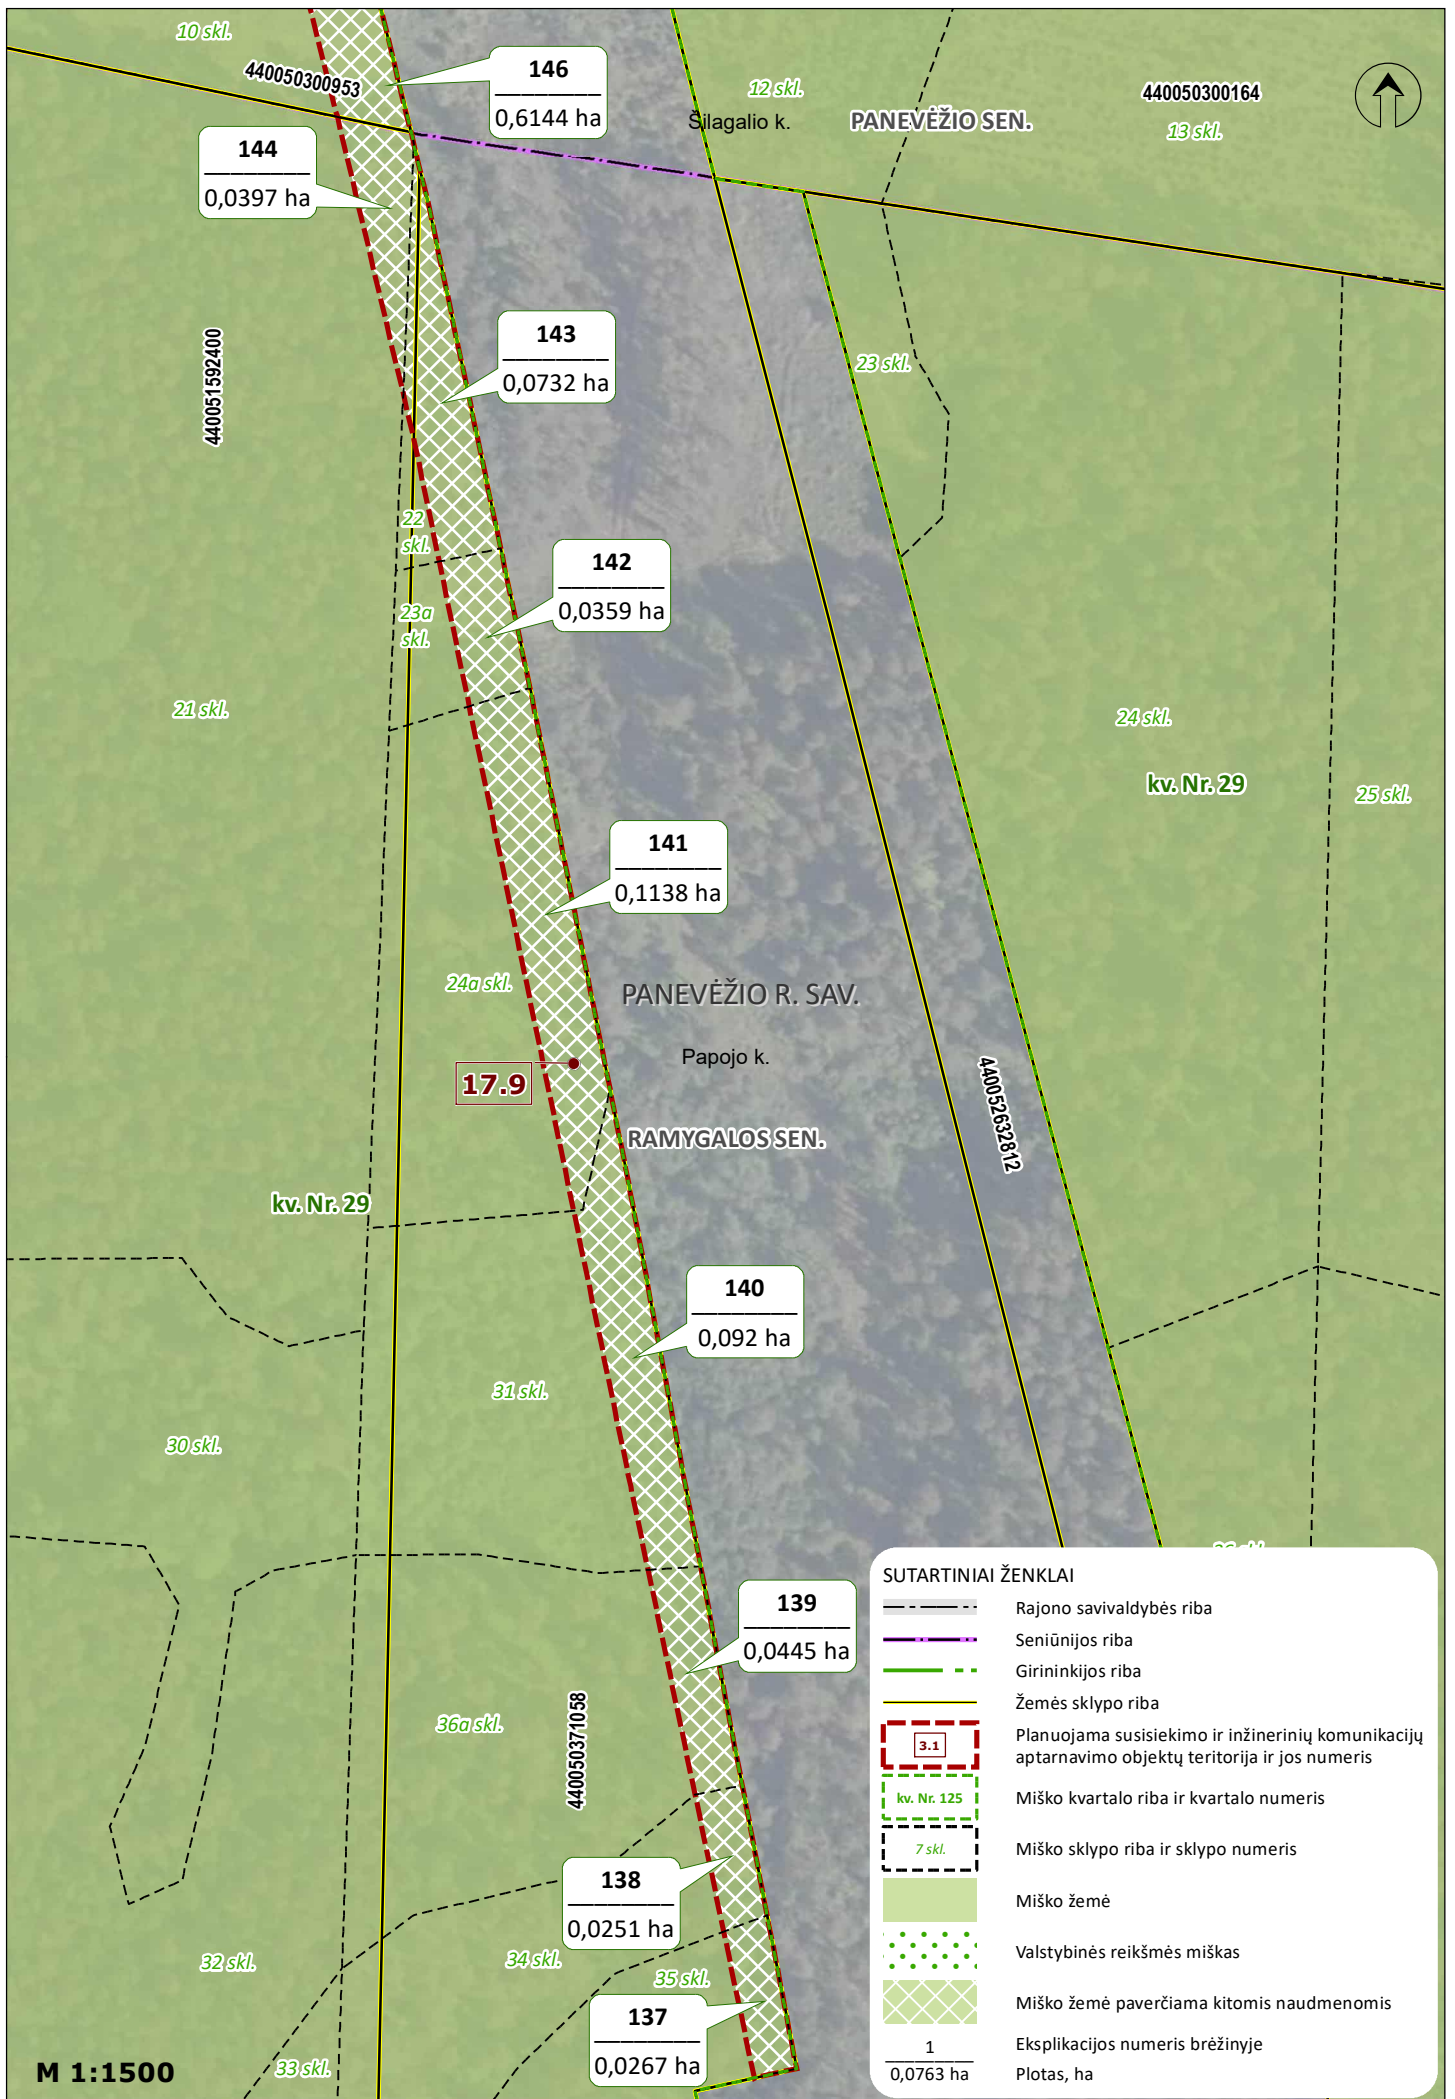 10 skl.
440050300953
146
0,6144 ha
12 skl.
Šilagalio k.
PANEVĖŽIO SEN.
440050300164
13 skl.
144
0,0397 ha
440051592400
143
0,0732 ha
23 skl.
22
skl.
142
0,0359 ha
23a
skl.
21 skl.
24 skl.
kv. Nr. 29
25 skl.
141
0,1138 ha
24a skl.
PANEVĖŽIO R. SAV.
Papojo k.
17.9
440052632812
RAMYGALOS SEN.
kv. Nr. 29
140
0,092 ha
31 skl.
30 skl.
139
0,0445 ha
36a skl.
440050371058
138
0,0251 ha
32 skl.
34 skl.
35 skl.
137
0,0267 ha
33 skl.
M 1:1500
SUTARTINIAI ŽENKLAI
Rajono savivaldybės riba
Seniūnijos riba
Girininkijos riba
Žemės sklypo riba
3.1
Planuojama susisiekimo ir inžinerinių komunikacijų
aptarnavimo objektų teritorija ir jos numeris
kv. Nr. 125
Miško kvartalo riba ir kvartalo numeris
7 skl.
Miško sklypo riba ir sklypo numeris
Miško žemė
Valstybinės reikšmės miškas
Miško žemė paverčiama kitomis naudmenomis
1
Eksplikacijos numeris brėžinyje
0,0763 ha
Plotas, ha